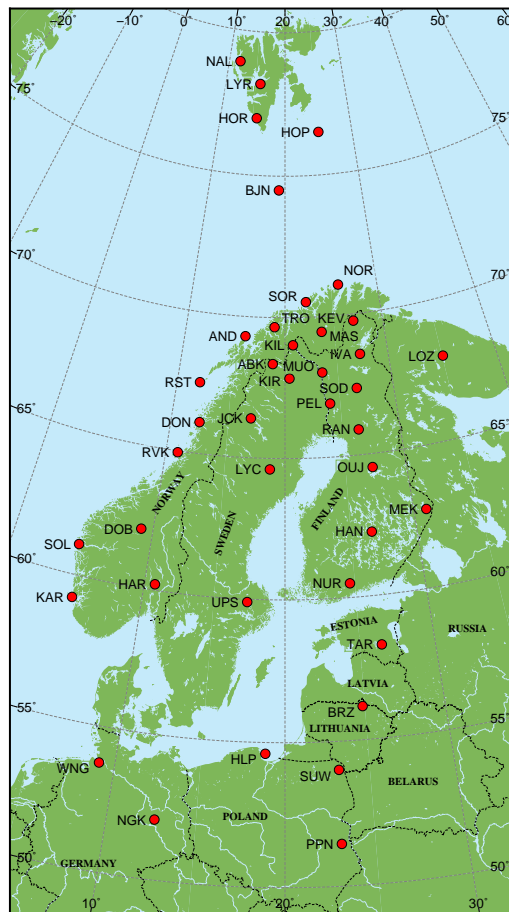 −20° −10° 0° 10° 20° 30° 40° 50°
75°
75°
70°
70°
65°
65°
60°
60°
55°
55°
50°
50°
10° 20° 30°
NAL
LYR
HOR
HOP
BJN
NOR
SOR
TRO KEV
AND
MAS
KIL
IVA
LOZ
ABK MUO
KIR
RST
SOD
PEL
DON JCK
RAN
RVK
LYC
OUJ
NORWAY
SWEDEN
FINLAND
MEK
DOB
HAN
SOL
HAR
NUR
KAR
UPS
ESTONIA
RUSSIA
TAR
LATVIA
BRZ
LITHUANIA
HLP
WNG
SUW
BELARUS
NGK
POLAND
PPN
GERMANY